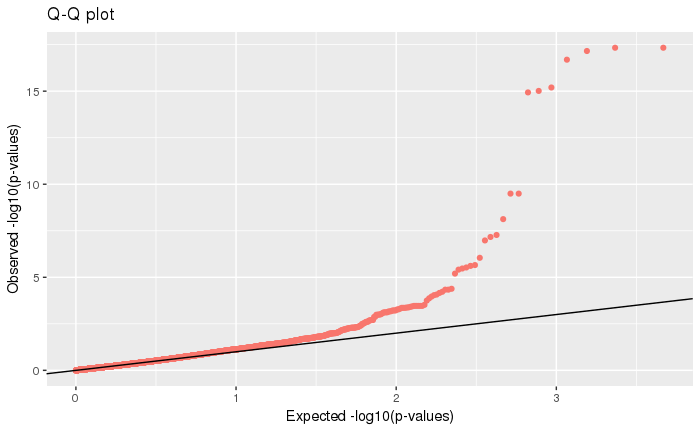 Q-Q plot
Observed -log10(p-values)
15
10
5
0
0 1 2 3
Expected -log10(p-values)